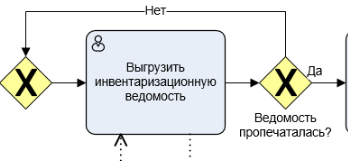 Нет
Выгрузить
инвентаризационную
ведомость
Да
Ведомость
пропечаталась?